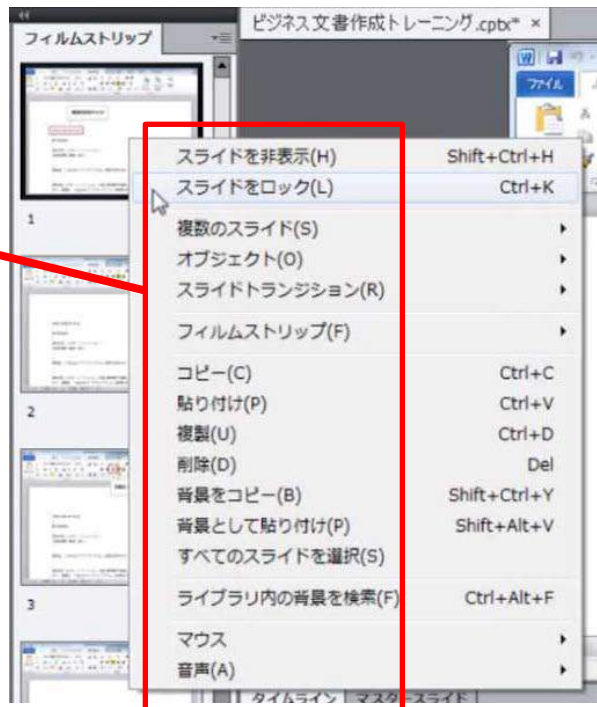 フィルムストリップ
ビジネス文書作成トレーニング.cptx* ×
ファイル
スライドを非表示(H) Shift+Ctrl+H
スライドをロック(L) Ctrl+K
1
複数のスライド(S)
オブジェクト(O)
スライドトランジション(R)
フィルムストリップ(F)
コピー(C) Ctrl+C
貼り付け(P) Ctrl+V
2
複製(U) Ctrl+D
削除(D) Del
背景をコピー(B) Shift+Ctrl+Y
背景として貼り付け(P) Shift+Alt+V
すべてのスライドを選択(S)
ライブラリ内の背景を検索(F) Ctrl+Alt+F
3
マウス
音声(A)
タイムライン マスタースライド